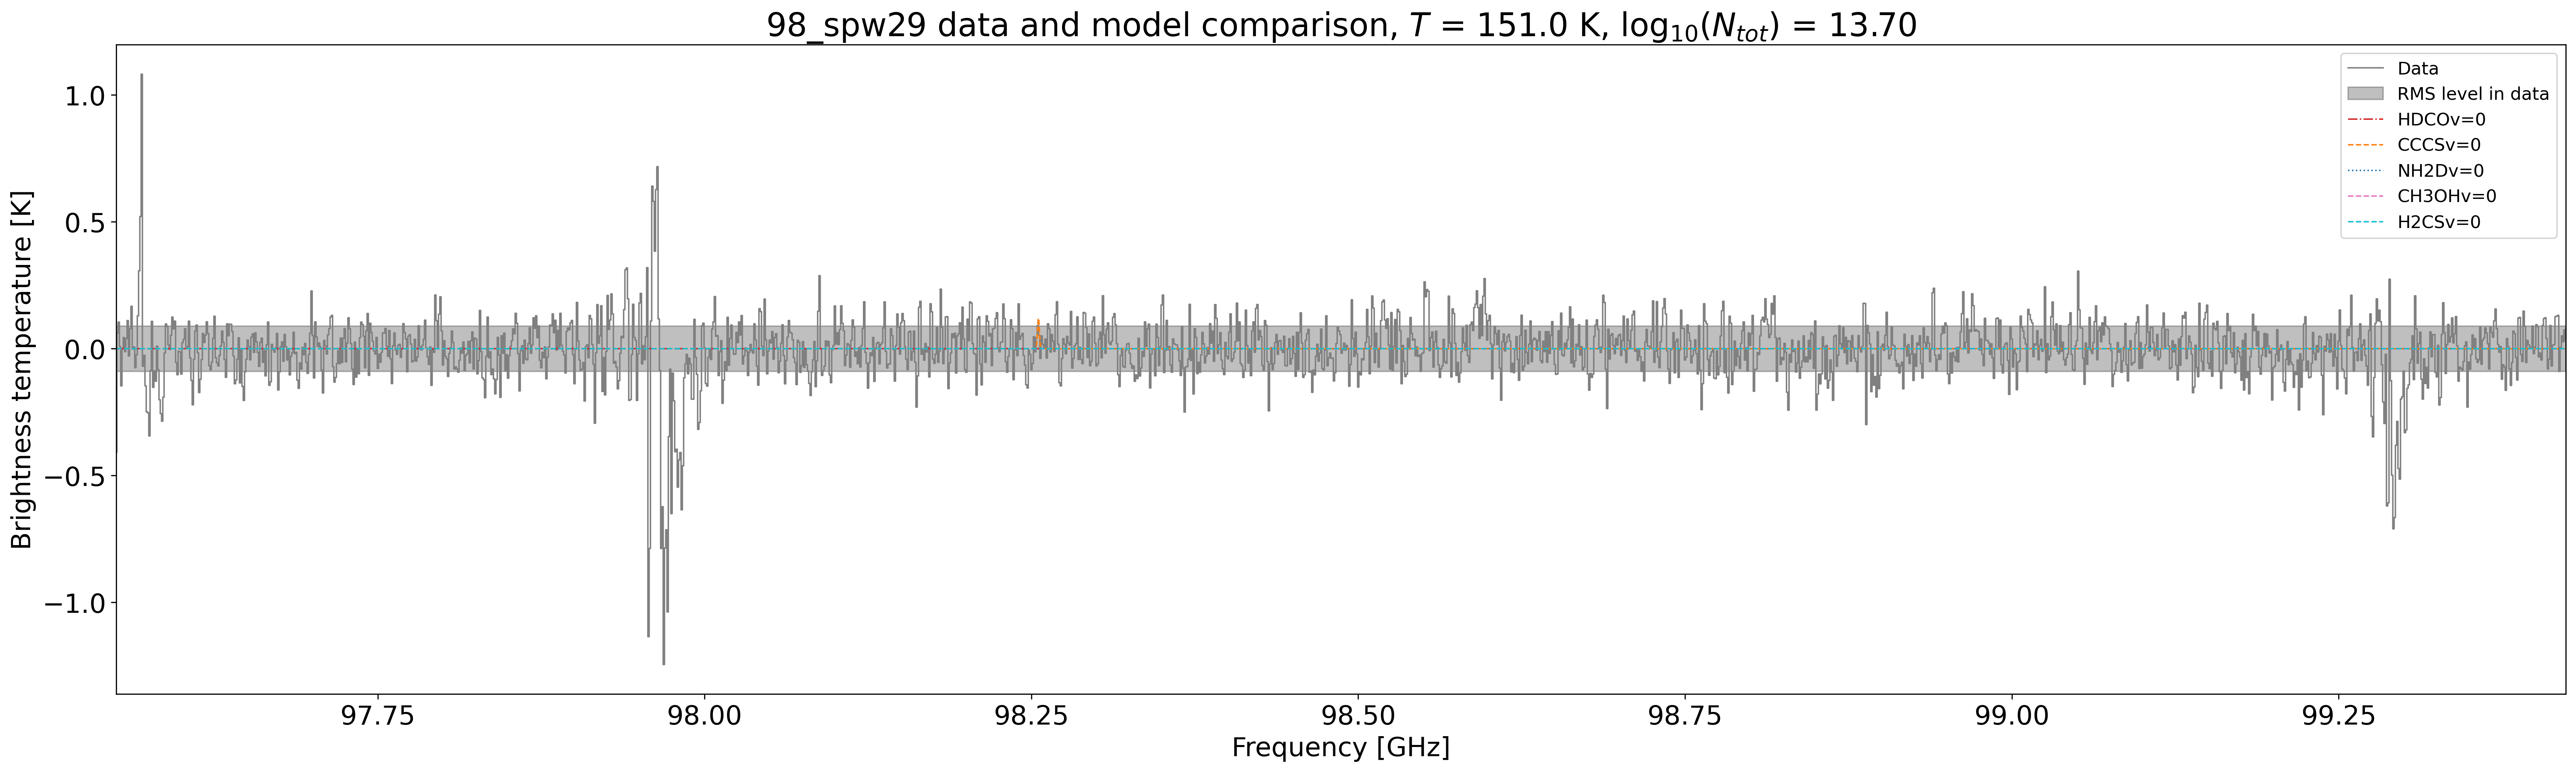 98_spw29 data and model comparison, T = 151.0 K, log₁₀(Nₜₒₜ) = 13.70
Brightness temperature [K]
1.0
0.5
0.0
−0.5
−1.0
Data
RMS level in data
HDCOv=0
CCCSv=0
NH2Dv=0
CH3OHv=0
H2CSv=0
97.75 98.00 98.25 98.50 98.75 99.00 99.25
Frequency [GHz]